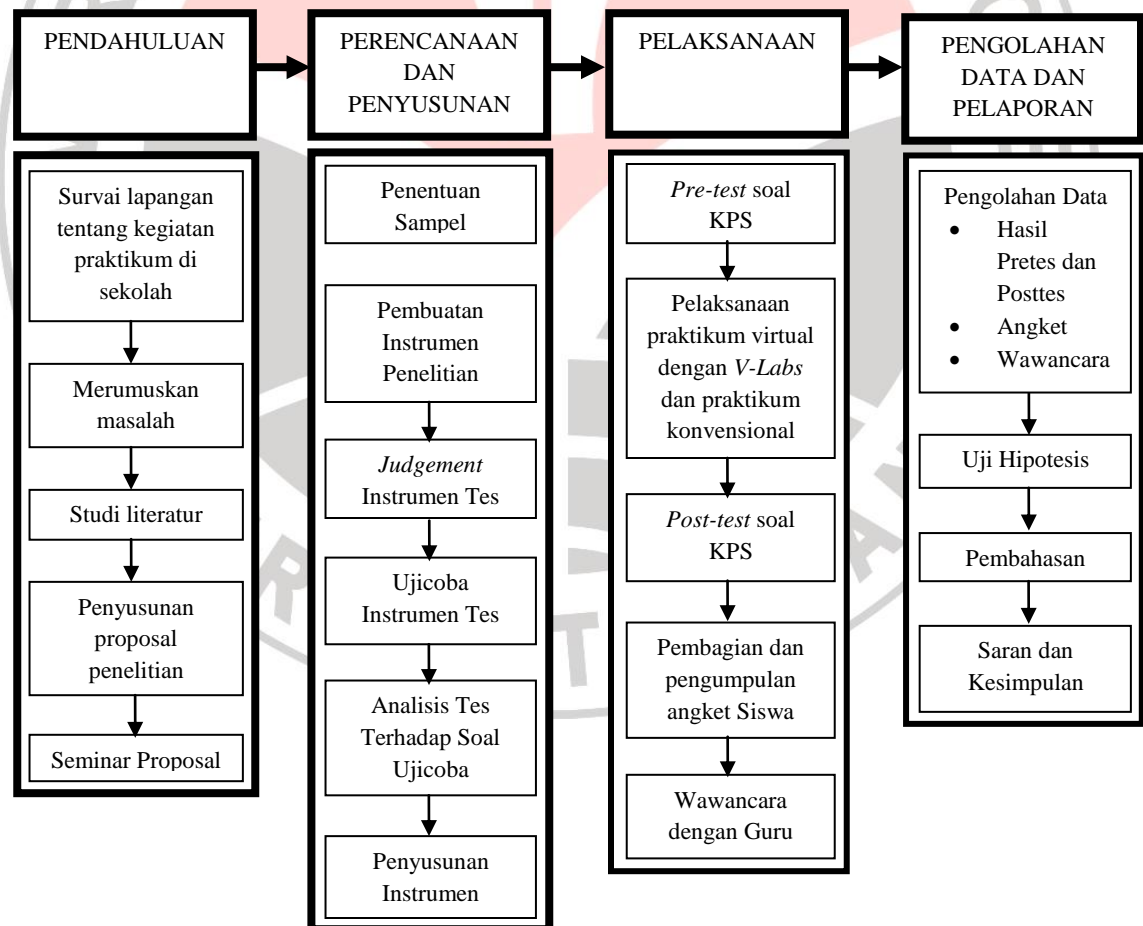 PENDAHULUAN
PERENCANAAN
DAN
PENYUSUNAN
PELAKSANAAN
PENGOLAHAN
DATA DAN
PELAPORAN
Survai lapangan
tentang kegiatan
praktikum di
sekolah
Merumuskan
masalah
Studi literatur
Penyusunan
proposal
penelitian
Seminar Proposal
Penentuan
Sampel
Pembuatan
Instrumen
Penelitian
Judgement
Instrumen Tes
Ujicoba
Instrumen Tes
Analisis Tes
Terhadap Soal
Ujicoba
Penyusunan
Instrumen
Pre-test soal
KPS
Pelaksanaan
praktikum virtual
dengan V-Labs
dan praktikum
konvensional
Post-test soal
KPS
Pembagian dan
pengumpulan
angket Siswa
Wawancara
dengan Guru
Pengolahan Data
• Hasil
Pretes dan
Posttes
• Angket
• Wawancara
Uji Hipotesis
Pembahasan
Saran dan
Kesimpulan